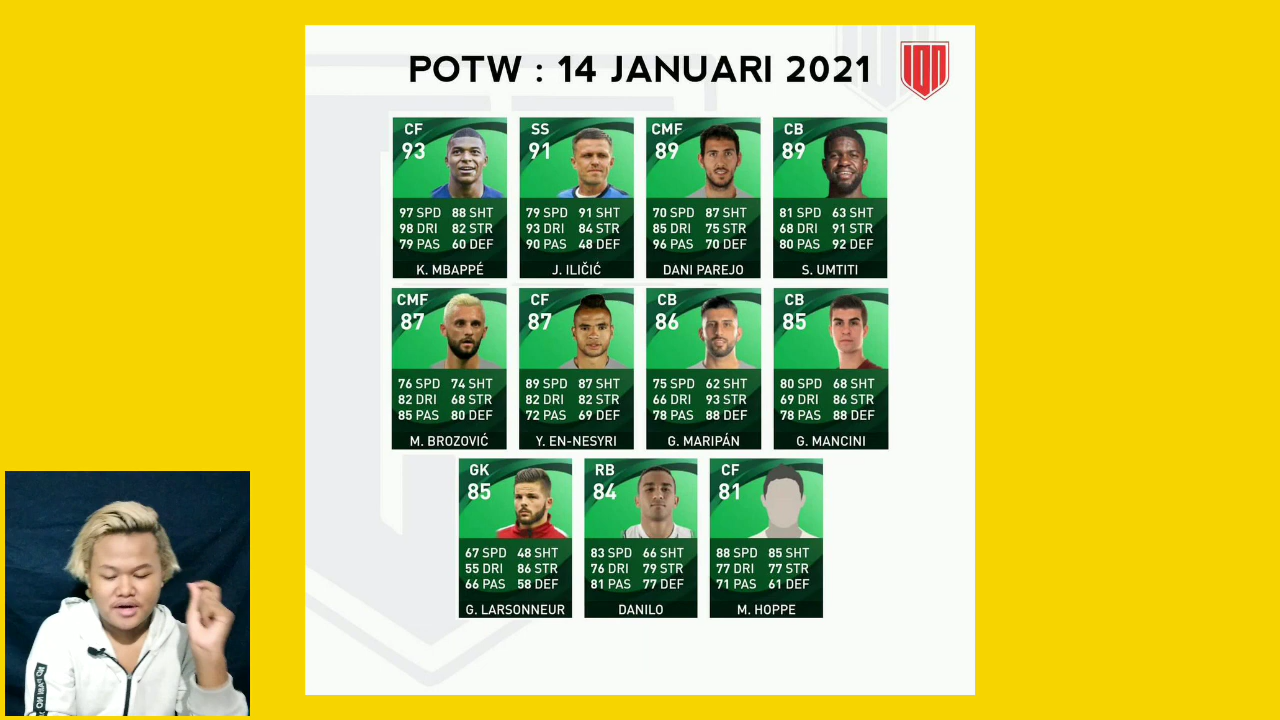 POTW : 14 JANUARI 2021
CF SS CMF CB
93 91 89 89
97 SPD 88 SHT 79 SPD 91 SHT 70 SPD 87 SHT 81 SPD 63 SHT
98 DRI 82 STR 93 DRI 84 STR 85 DRI 75 STR 68 DRI 91 STR
79 PAS 60 DEF 90 PAS 48 DEF 96 PAS 70 DEF 80 PAS 92 DEF
K. MBAPPÉ J. ILIČIĆ DANI PAREJO S. UMTITI
CMF CF CB CB
87 87 86 85
76 SPD 74 SHT 89 SPD 87 SHT 75 SPD 62 SHT 80 SPD 68 SHT
82 DRI 68 STR 82 DRI 82 STR 66 DRI 93 STR 69 DRI 86 STR
85 PAS 80 DEF 72 PAS 69 DEF 78 PAS 88 DEF 78 PAS 88 DEF
M. BROZOVIĆ Y. EN-NESYRI G. MARIPÁN G. MANCINI
GK RB CF
85 84 81
67 SPD 48 SHT 83 SPD 66 SHT 88 SPD 85 SHT
55 DRI 86 STR 76 DRI 79 STR 77 DRI 77 STR
66 PAS 58 DEF 81 PAS 77 DEF 71 PAS 61 DEF
G. LARSONNEUR DANILO M. HOPPE